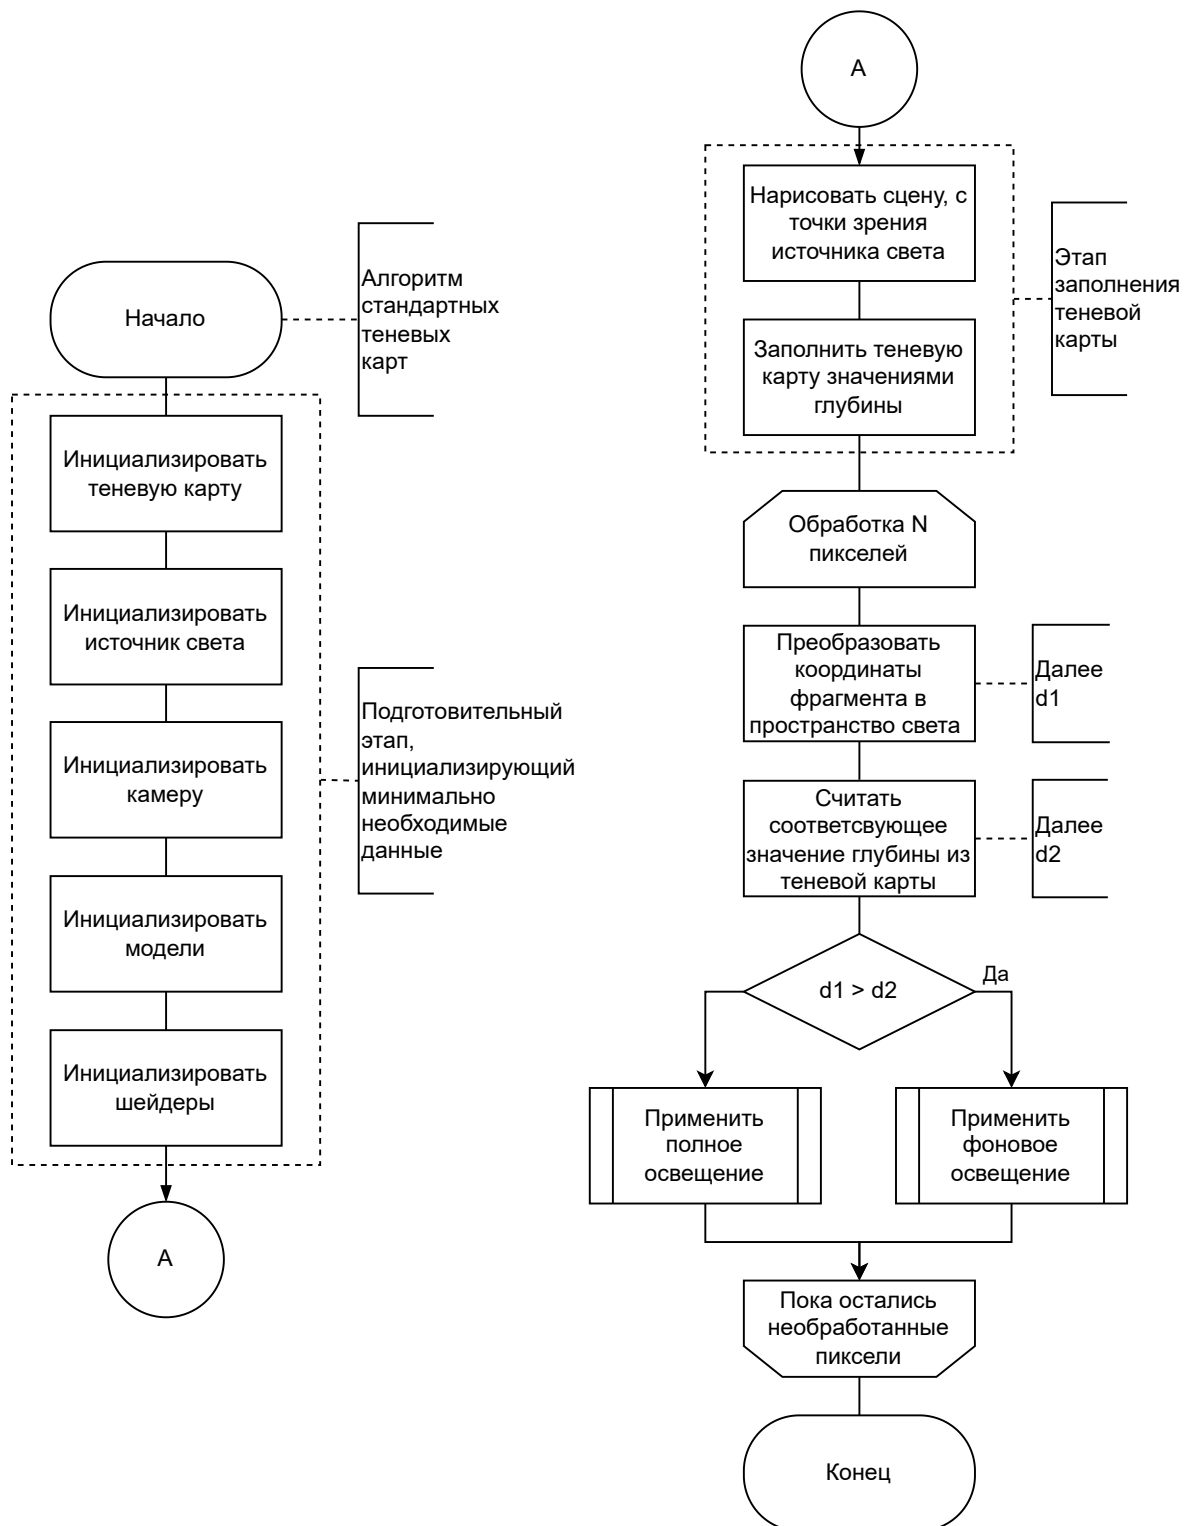 Начало
Алгоритм
стандартных
теневых
карт
Инициализировать
теневую карту
Инициализировать
источник света
Инициализировать
камеру
Инициализировать
модели
Инициализировать
шейдеры
Подготовительный
этап,
инициализирующий
минимально
необходимые
данные
А
А
Нарисовать сцену, с
точки зрения
источника света
Заполнить теневую
карту значениями
глубины
Этап
заполнения
теневой
карты
Обработка N
пикселей
Преобразовать
координаты
фрагмента в
пространство света
Далее
d1
Считать
соответсвующее
значение глубины из
теневой карты
Далее
d2
d1 > d2
Да
Применить
полное
освещение
Применить
фоновое
освещение
Пока остались
необработанные
пиксели
Конец